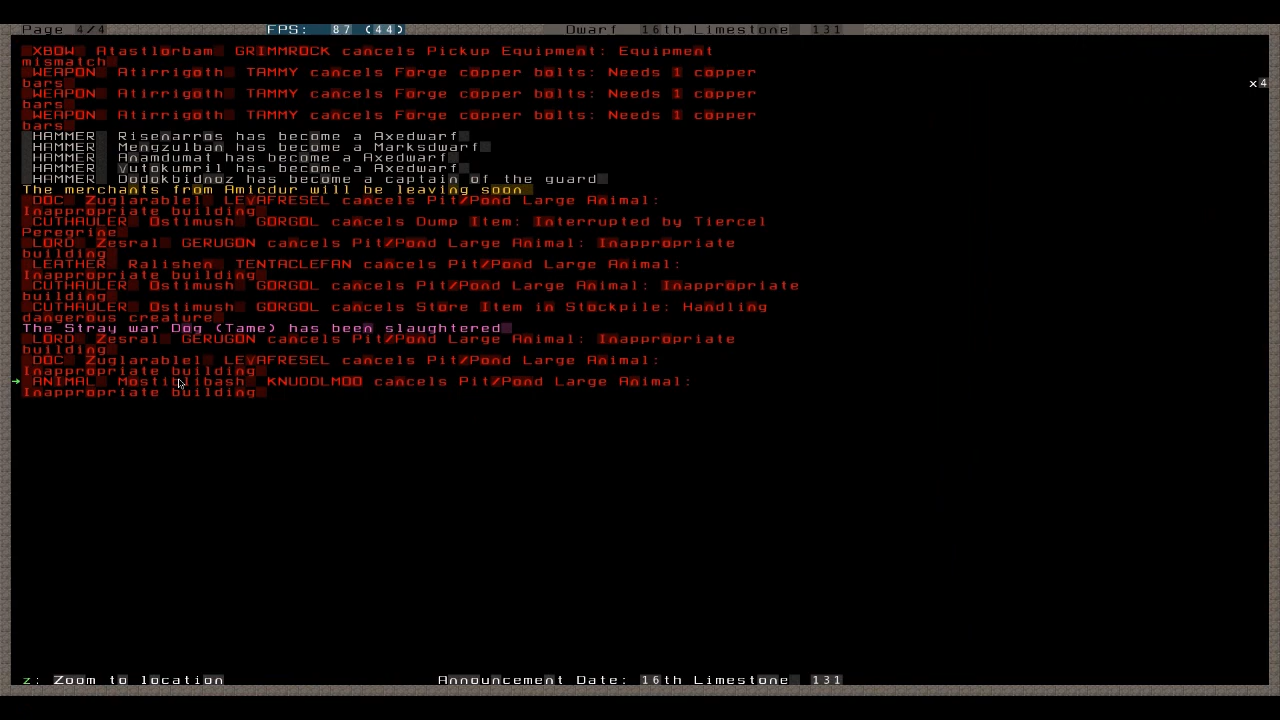 Page 4/4 FPS: 87 (44) Dwarf 16th Limestone 131
XBOW Atastlorbam GRIMMROCK cancels Pickup Equipment: Equipment
mismatch
x4
WEAPON Atirrigoth TAMMY cancels Forge copper bolts: Needs 1 copper
bars
WEAPON Atirrigoth TAMMY cancels Forge copper bolts: Needs 1 copper
bars
WEAPON Atirrigoth TAMMY cancels Forge copper bolts: Needs 1 copper
bars
HAMMER Risenarros has become a Axedwarf
HAMMER Mengzulban has become a Marksdwarf
HAMMER Anamdumat has become a Axedwarf
HAMMER Vutokumril has become a Axedwarf
HAMMER Dodokbidnoz has become a captain of the guard
The merchants from Amicdur will be leaving soon
DOC Zuglarablel LEVAFRESEL cancels Pit/Pond Large Animal:
Inappropriate building
CUTHAULER Ostimush GORGOL cancels Dump Item: Interrupted by Tiercel
Peregrine
LORD Zesral GERUGON cancels Pit/Pond Large Animal: Inappropriate
building
LEATHER Ralishen TENTACLEFAN cancels Pit/Pond Large Animal:
Inappropriate building
CUTHAULER Ostimush GORGOL cancels Pit/Pond Large Animal: Inappropriate
building
CUTHAULER Ostimush GORGOL cancels Store Item in Stockpile: Handling
dangerous creature
The Stray war Dog (Tame) has been slaughtered
LORD Zesral GERUGON cancels Pit/Pond Large Animal: Inappropriate
building
DOC Zuglarablel LEVAFRESEL cancels Pit/Pond Large Animal:
Inappropriate building
ANIMAL KNUDDLMOO cancels Pit/Pond Large Animal:
Inappropriate building
z: Zoom to location Announcement Date: 16th Limestone 131